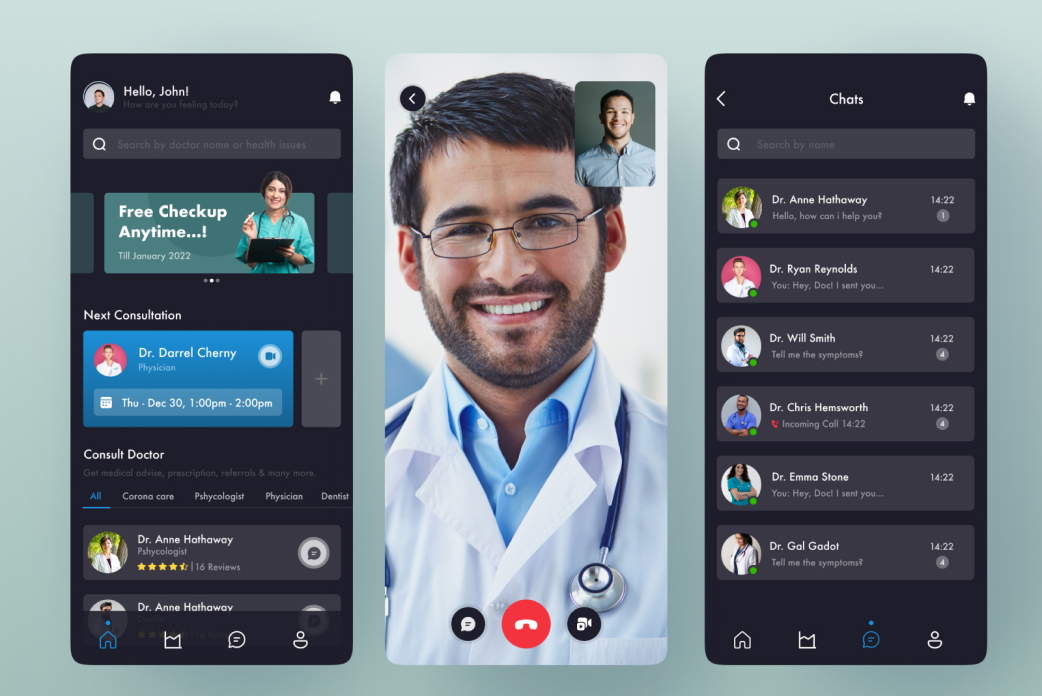 Hello, John!
How are you feeling today?
Search by doctor name or health issues
Free Checkup
Anytime...!
Till January 2022
Next Consultation
Dr. Darrel Cherny
Physician
Thu - Dec 30, 1:00pm - 2:00pm
+
Consult Doctor
Get medical advise, prescription, referrals & many more.
All Corona care Pshycologist Physician Dentist
Dr. Anne Hathaway
Pshycologist
| 16 Reviews
Dr. Anne Hathaway
Chats
Search by name
Dr. Anne Hathaway 14:22
Hello, how can i help you? 1
Dr. Ryan Reynolds 14:22
You: Hey, Doc! I sent you...
Dr. Will Smith 14:22
Tell me the symptoms? 4
Dr. Chris Hemsworth 14:22
Incoming Call 14:22 4
Dr. Emma Stone 14:22
You: Hey, Doc! I sent you...
Dr. Gal Gadot 14:22
Tell me the symptoms? 4